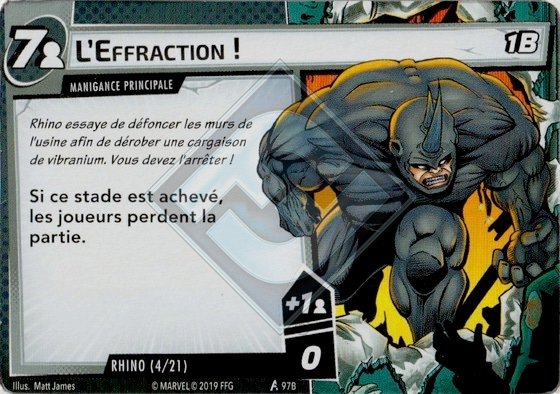 7
L'EFFRACTION !
1B
MANIGANCE PRINCIPALE
Rhino essaye de défoncer les murs de
l'usine afin de dérober une cargaison
de vibranium. Vous devez l'arrêter !
Si ce stade est achevé,
les joueurs perdent la
partie.
+1
0
RHINO (4/21)
Illus. Matt James
© MARVEL © 2019 FFG
97B